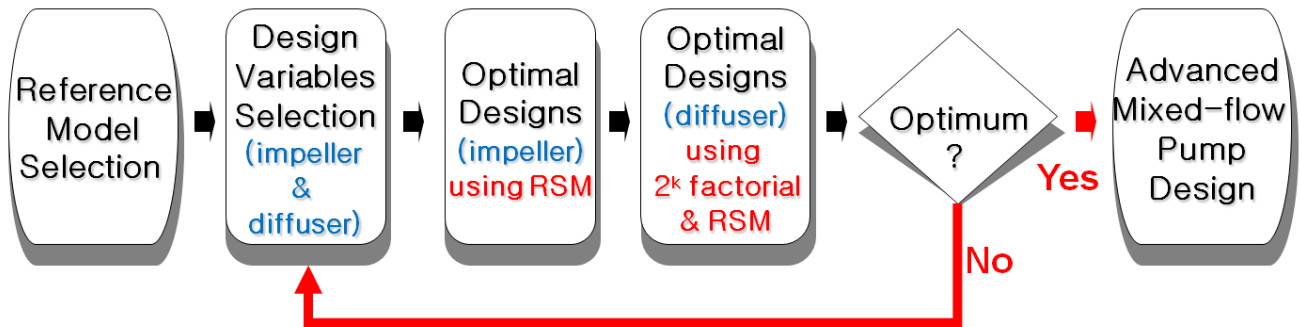 Reference
Model
Selection
Design
Variables
Selection
(impeller
&
diffuser)
Optimal
Designs
(impeller)
using RSM
Optimal
Designs
(diffuser)
using
2ᵏ factorial
& RSM
Optimum
?
Yes
No
Advanced
Mixed-flow
Pump
Design